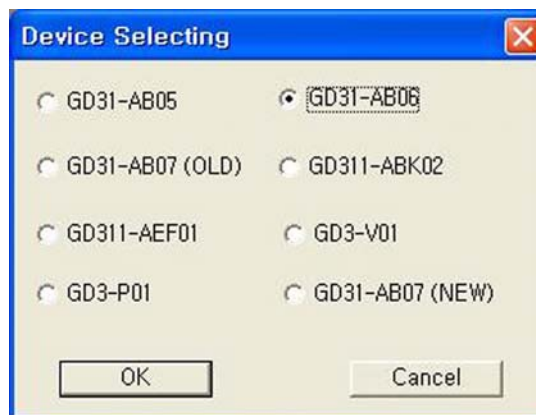 Device Selecting
GD31-AB05 GD31-AB06
GD31-AB07 (OLD) GD311-ABK02
GD311-AEF01 GD3-V01
GD3-P01 GD31-AB07 (NEW)
OK Cancel